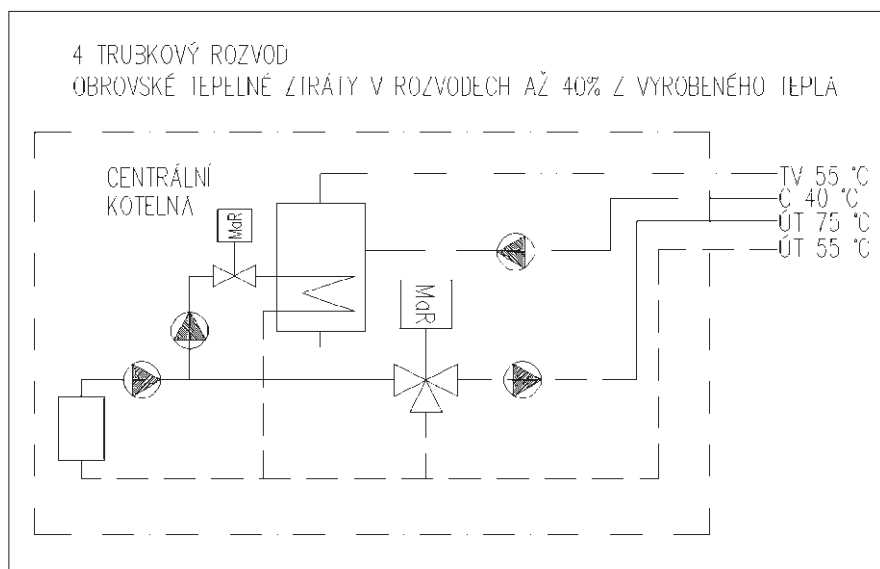 4 TRUBKOVÝ ROZVOD
OBROVSKÉ TEPELNÉ ZTRÁTY V ROZVODECH AŽ 40% Z VYROBENÉHO TEPLA
CENTRÁLNÍ
KOTELNA
MaR
MaR
TV 55 °C
C 40 °C
ÚT 75 °C
ÚT 55 °C